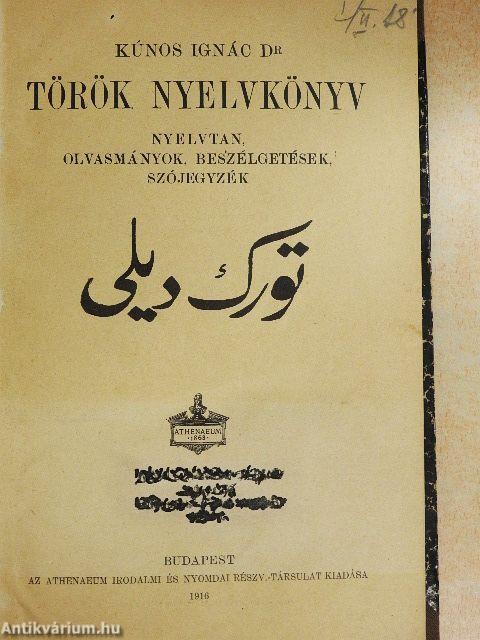 KÚNOS IGNÁC DR
TÖRÖK NYELVKÖNYV
NYELVTAN,
OLVASMÁNYOK, BESZÉLGETÉSEK,
SZÓJEGYZÉK
تورك ديلى
ATHENAEUM
·1868·
BUDAPEST
AZ ATHENAEUM IRODALMI ÉS NYOMDAI RÉSZV.-TÁRSULAT KIADÁSA
1916
Antikvárium.hu